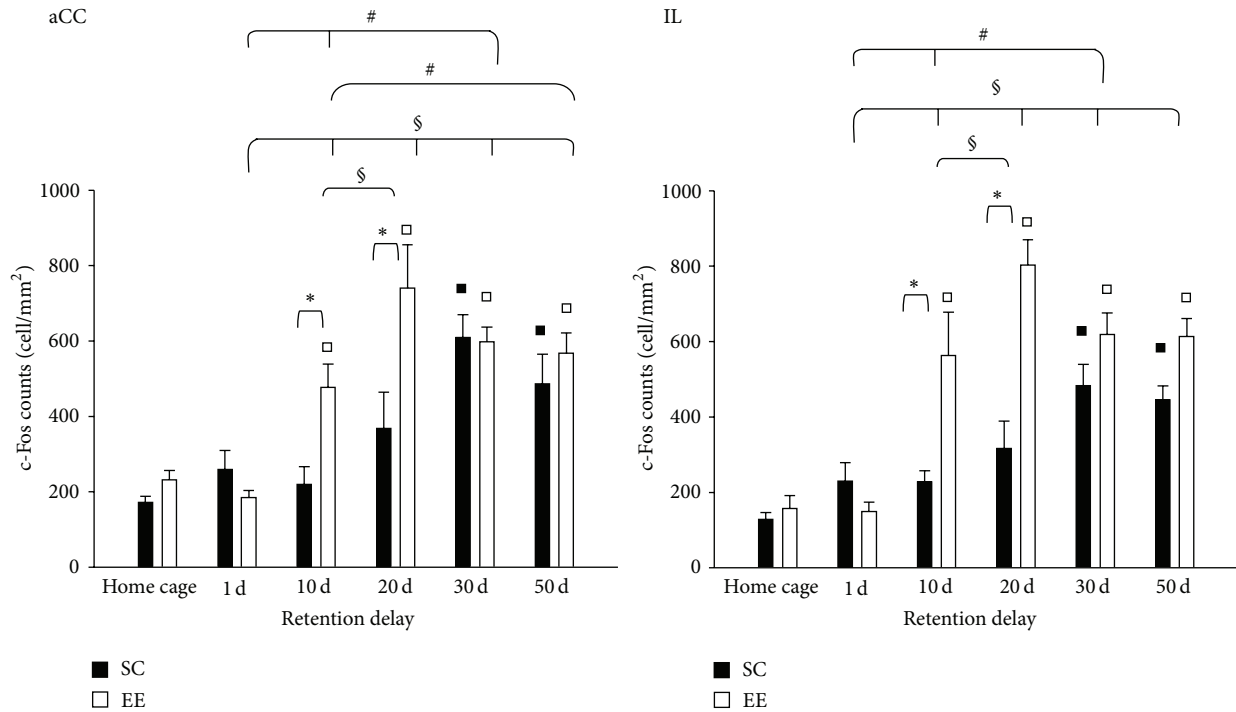 aCC
#
#
§
§
*
*
1000
800
600
400
200
0
c-Fos counts (cell/mm²)
Home cage 1 d 10 d 20 d 30 d 50 d
Retention delay
SC
EE
IL
#
§
§
*
*
1000
800
600
400
200
0
c-Fos counts (cell/mm²)
Home cage 1 d 10 d 20 d 30 d 50 d
Retention delay
SC
EE